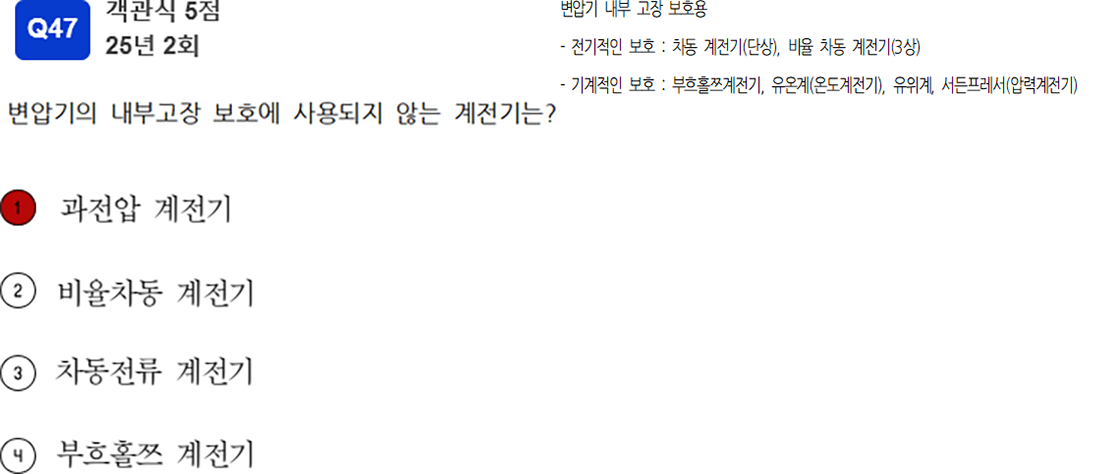 Q47
객관식 5점
25년 2회
변압기 내부 고장 보호용
- 전기적인 보호 : 차동 계전기(단상), 비율 차동 계전기(3상)
- 기계적인 보호 : 부흐홀쯔계전기, 유온계(온도계전기), 유위계, 서든프레서(압력계전기)
변압기의 내부고장 보호에 사용되지 않는 계전기는?
1 과전압 계전기
2 비율차동 계전기
3 차동전류 계전기
4 부흐홀쯔 계전기